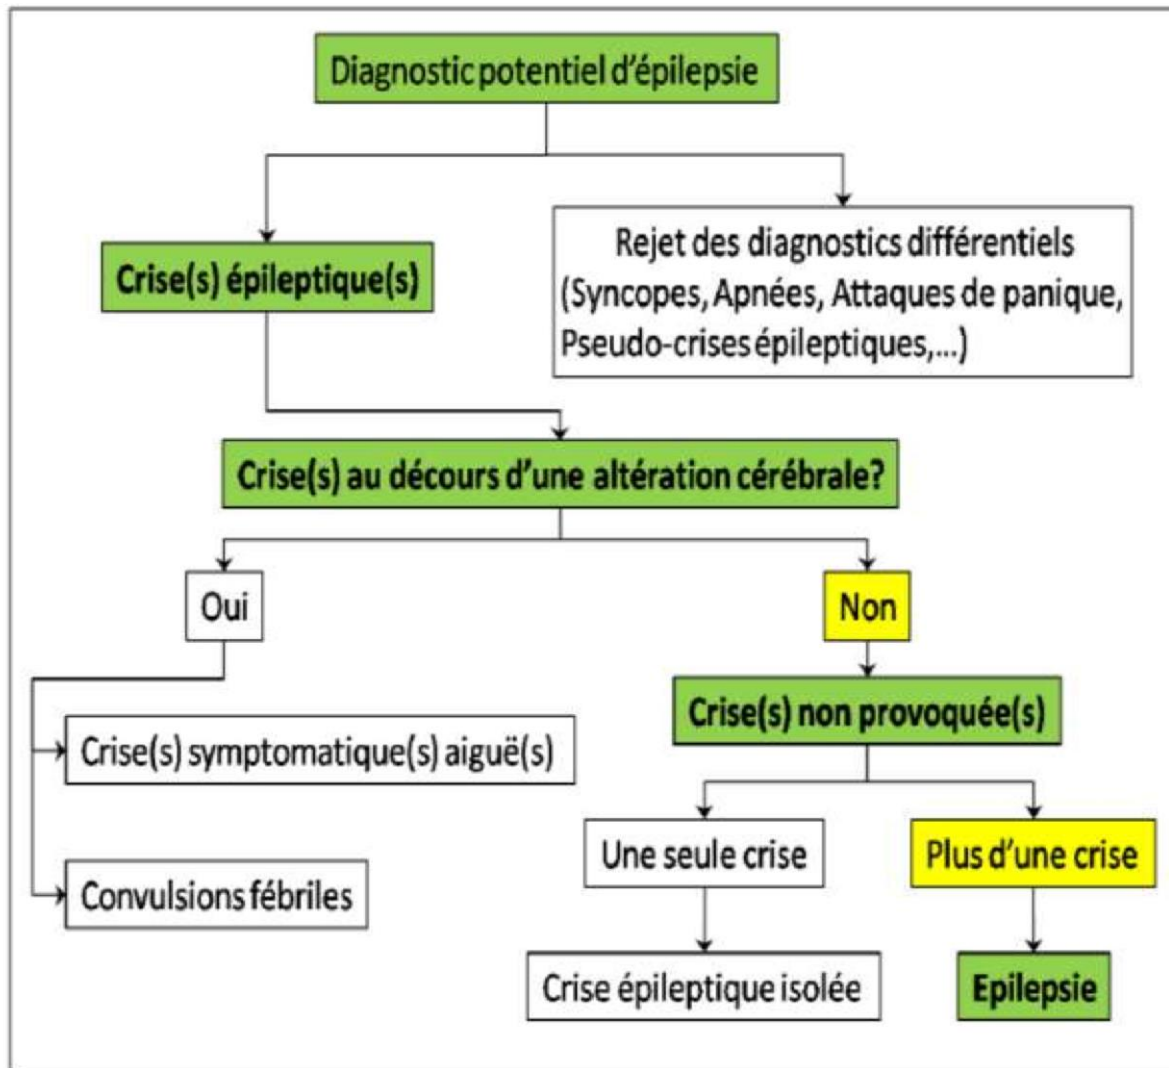 Diagnostic potentiel d'épilepsie
Crise(s) épileptique(s)
Rejet des diagnostics différentiels
(Syncopes, Apnées, Attaques de panique,
Pseudo-crises épileptiques,...)
Crise(s) au décours d'une altération cérébrale?
Oui
Non
Crise(s) non provoquée(s)
Crise(s) symptomatique(s) aiguë(s)
Une seule crise
Plus d'une crise
Convulsions fébriles
Crise épileptique isolée
Epilepsie